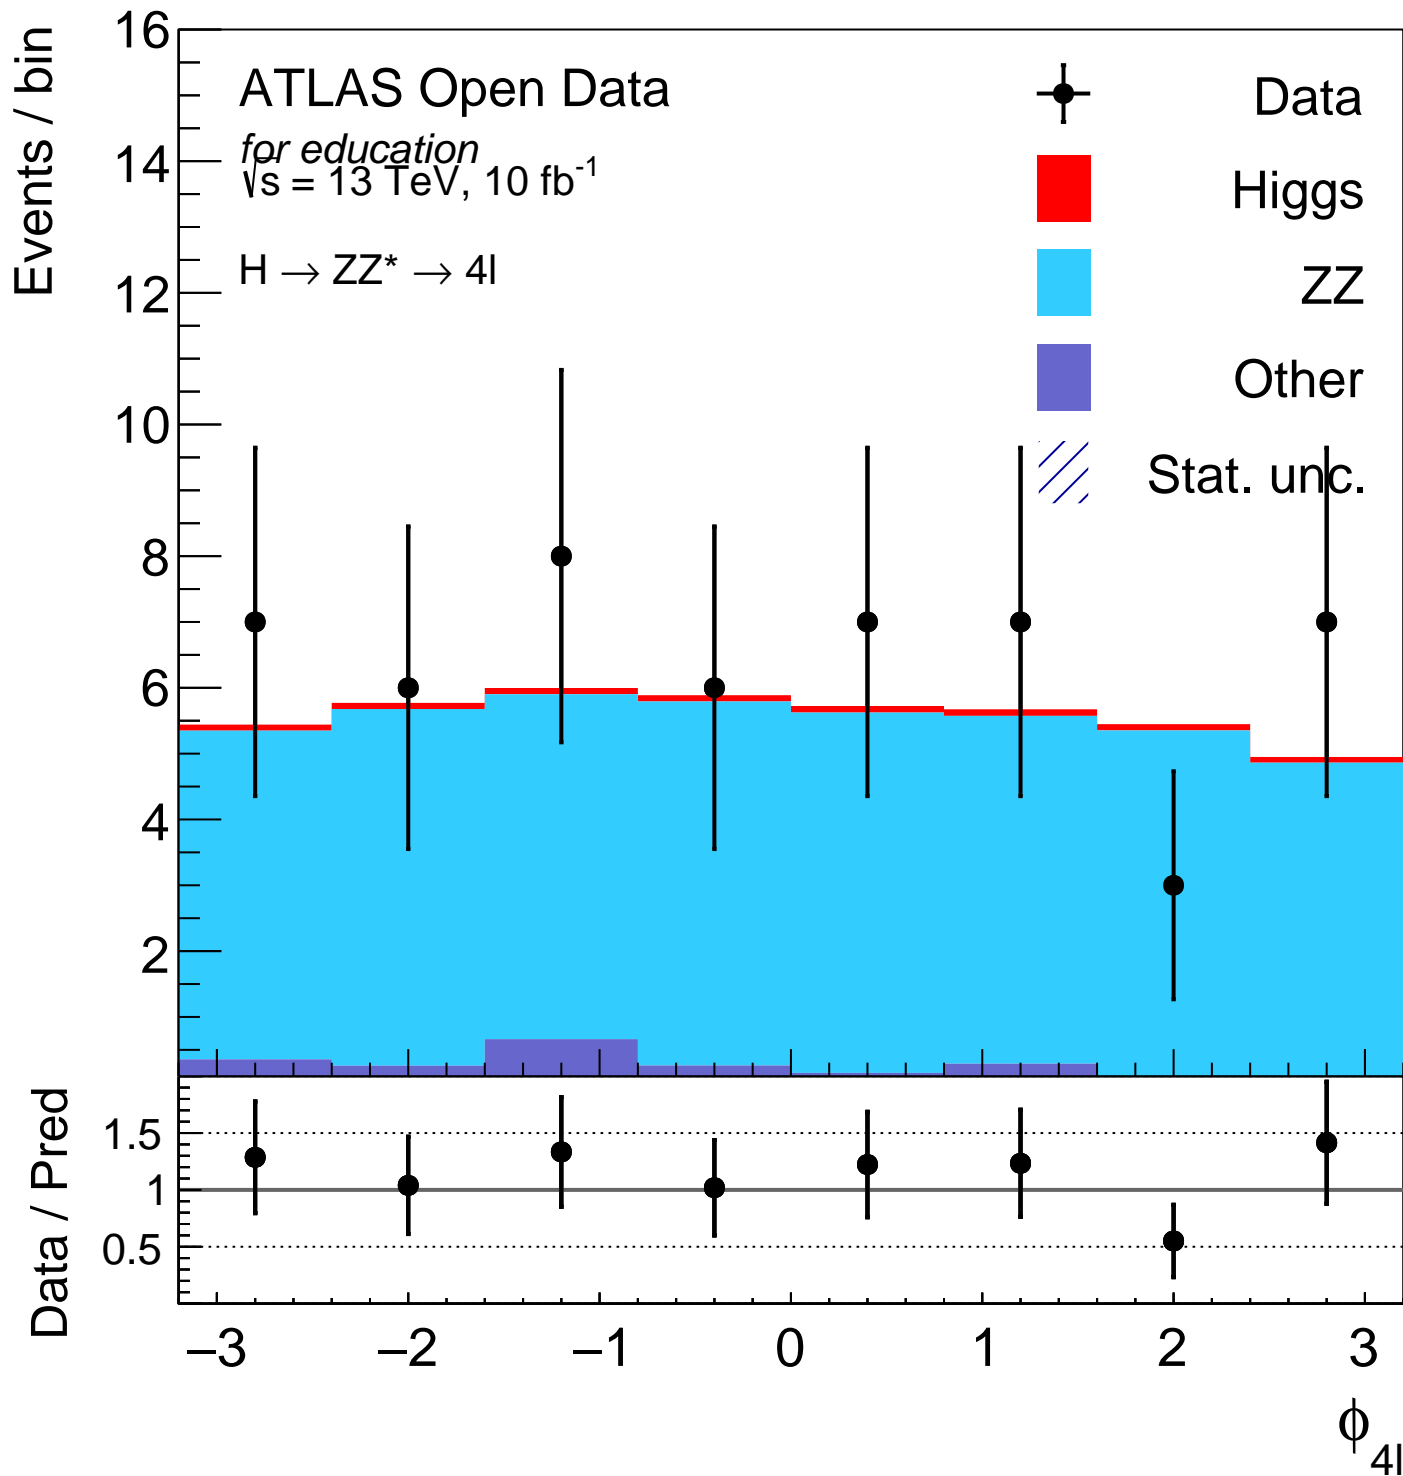 Events / bin
16
14
12
10
8
6
4
2
ATLAS Open Data
for education
√s = 13 TeV, 10 fb⁻¹
H → ZZ* → 4l
Data
Higgs
ZZ
Other
Stat. unc.
Data / Pred
1.5
1
0.5
−3 −2 −1 0 1 2 3
ϕ4l